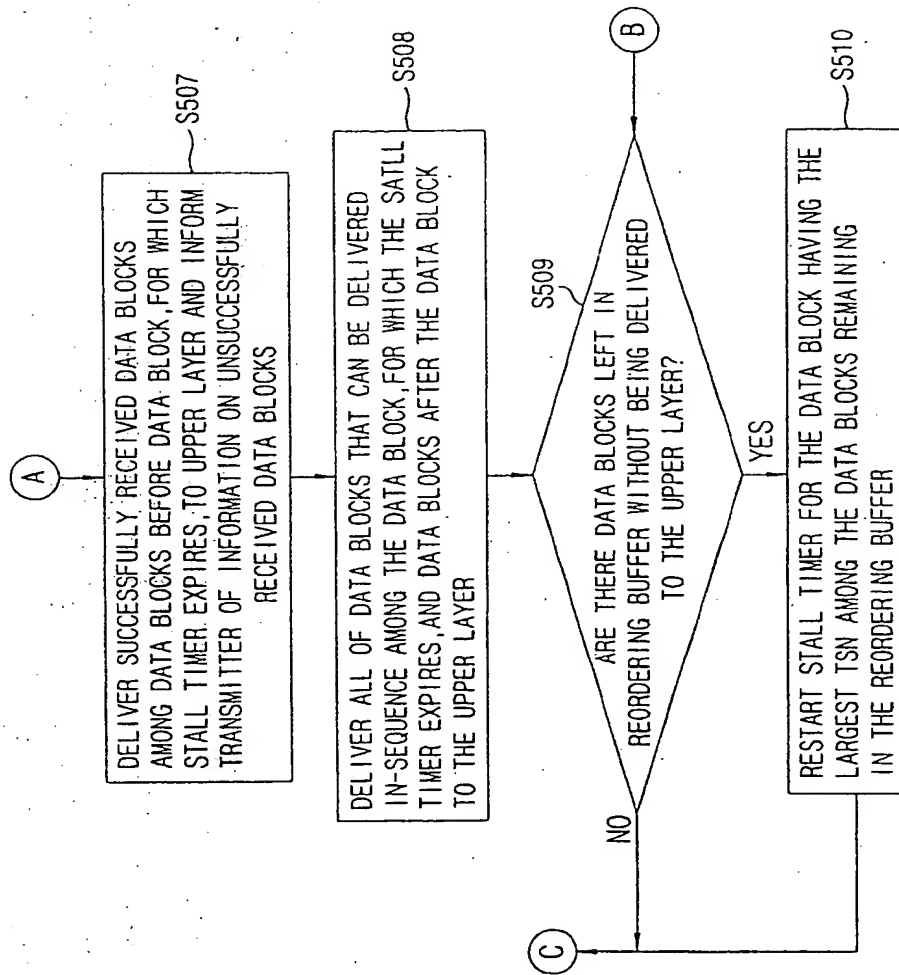 A
DELIVER SUCCESSFULLY RECEIVED DATA BLOCKS
AMONG DATA BLOCKS BEFORE DATA BLOCK, FOR WHICH
STALL TIMER EXPIRES, TO UPPER LAYER AND INFORM
TRANSMITTER OF INFORMATION ON UNSUCCESSFULLY
RECEIVED DATA BLOCKS
S507
DELIVER ALL OF DATA BLOCKS THAT CAN BE DELIVERED
IN-SEQUENCE AMONG THE DATA BLOCK, FOR WHICH THE SATLL
TIMER EXPIRES, AND DATA BLOCKS AFTER THE DATA BLOCK
TO THE UPPER LAYER
S508
ARE THERE DATA BLOCKS LEFT IN
REORDERING BUFFER WITHOUT BEING DELIVERED
TO THE UPPER LAYER?
S509
B
NO
YES
C
RESTART STALL TIMER FOR THE DATA BLOCK HAVING THE
LARGEST TSN AMONG THE DATA BLOCKS REMAINING
IN THE REORDERING BUFFER
S510